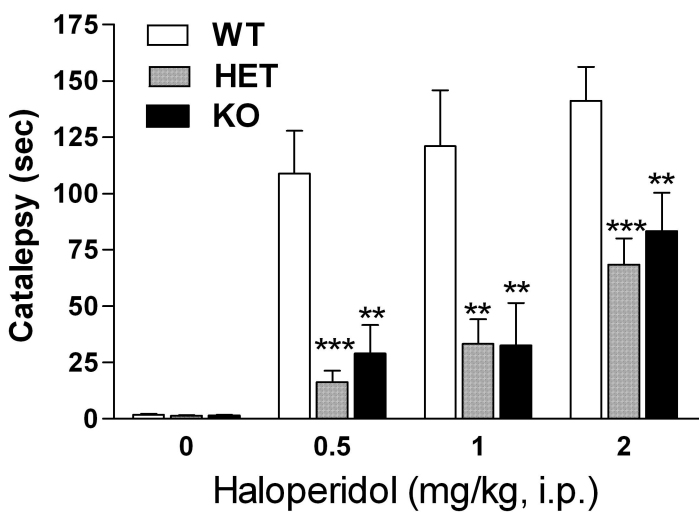 175
150
125
100
75
50
25
0
Catalepsy (sec)
WT
HET
KO
***
**
**
**
***
**
0 0.5 1 2
Haloperidol (mg/kg, i.p.)